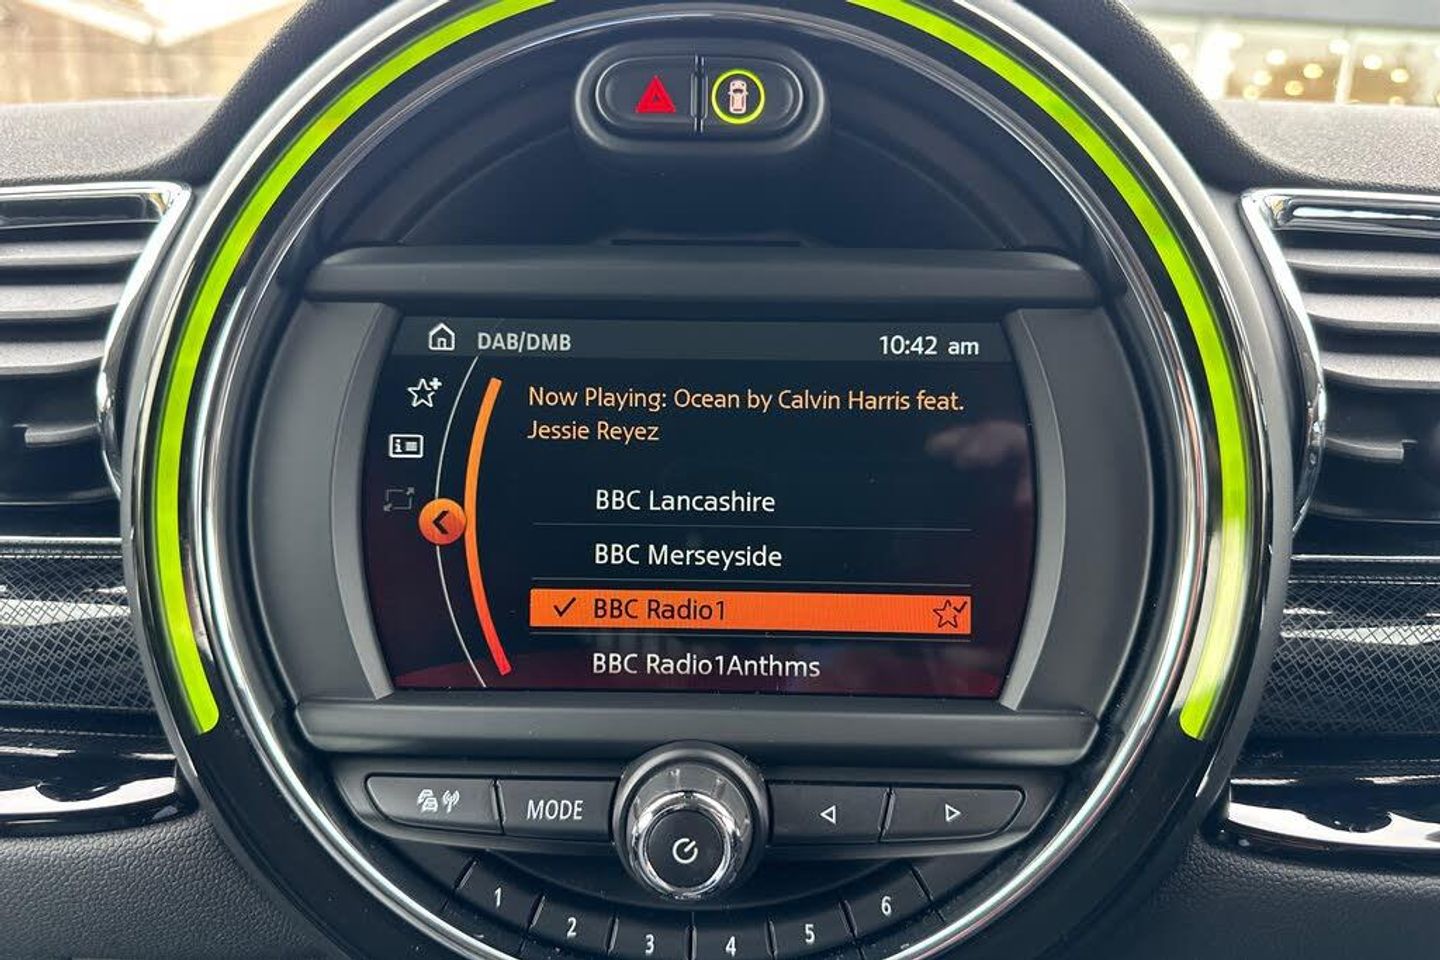 DAB/DMB
10:42 am
Now Playing: Ocean by Calvin Harris feat.
Jessie Reyez
BBC Lancashire
BBC Merseyside
BBC Radio1
BBC Radio1Anthms
MODE
1
2
3
4
5
6